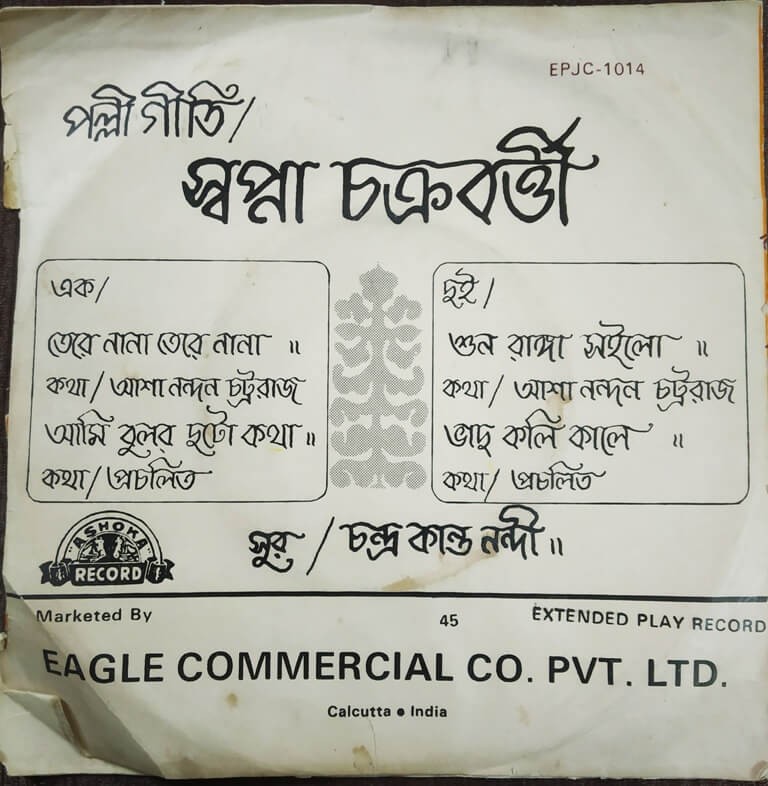 EPJC-1014
পল্লী গীতি/
স্বপ্না চক্রবর্ত্তী
এক/
তেরে নানা তেরে নানা ॥
কথা/ আশা নন্দন চট্ররাজ
আমি বুলব দুটো কথা ॥
কথা/ প্রচলিত
দুই/
শুন রাঙ্গা সইলো ॥
কথা/ আশা নন্দন চট্ররাজ
ভাদু কলি কালে ॥
কথা/ প্রচলিত
সুর/ চন্দ্র কান্ত নন্দী ॥
ASHOKA
RECORD
Marketed By 45 EXTENDED PLAY RECORD
EAGLE COMMERCIAL CO. PVT. LTD.
Calcutta ● India